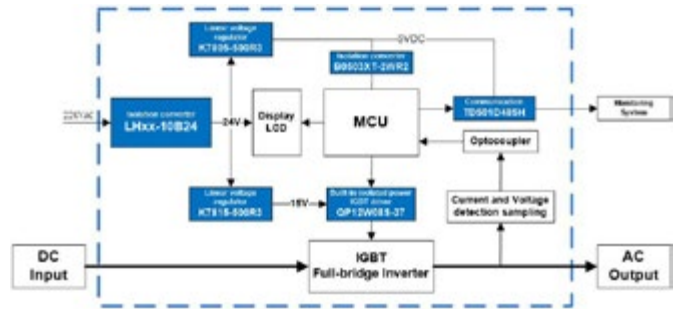 Linear voltage
regulator
K7805-500R3
5VDC
Isolation converter
B0503XT-2WR2
220Vac
Isolation converter
LHxx-10B24
24V
Display
LCD
MCU
Communication
TD501D485H
Monitoring
System
Optocoupler
Linear voltage
regulator
K7815-500R3
15V
Built-in isolated power
IGBT driver
QP12W08S-37
Current and Voltage
detection sampling
DC
Input
IGBT
Full-bridge Inverter
AC
Output